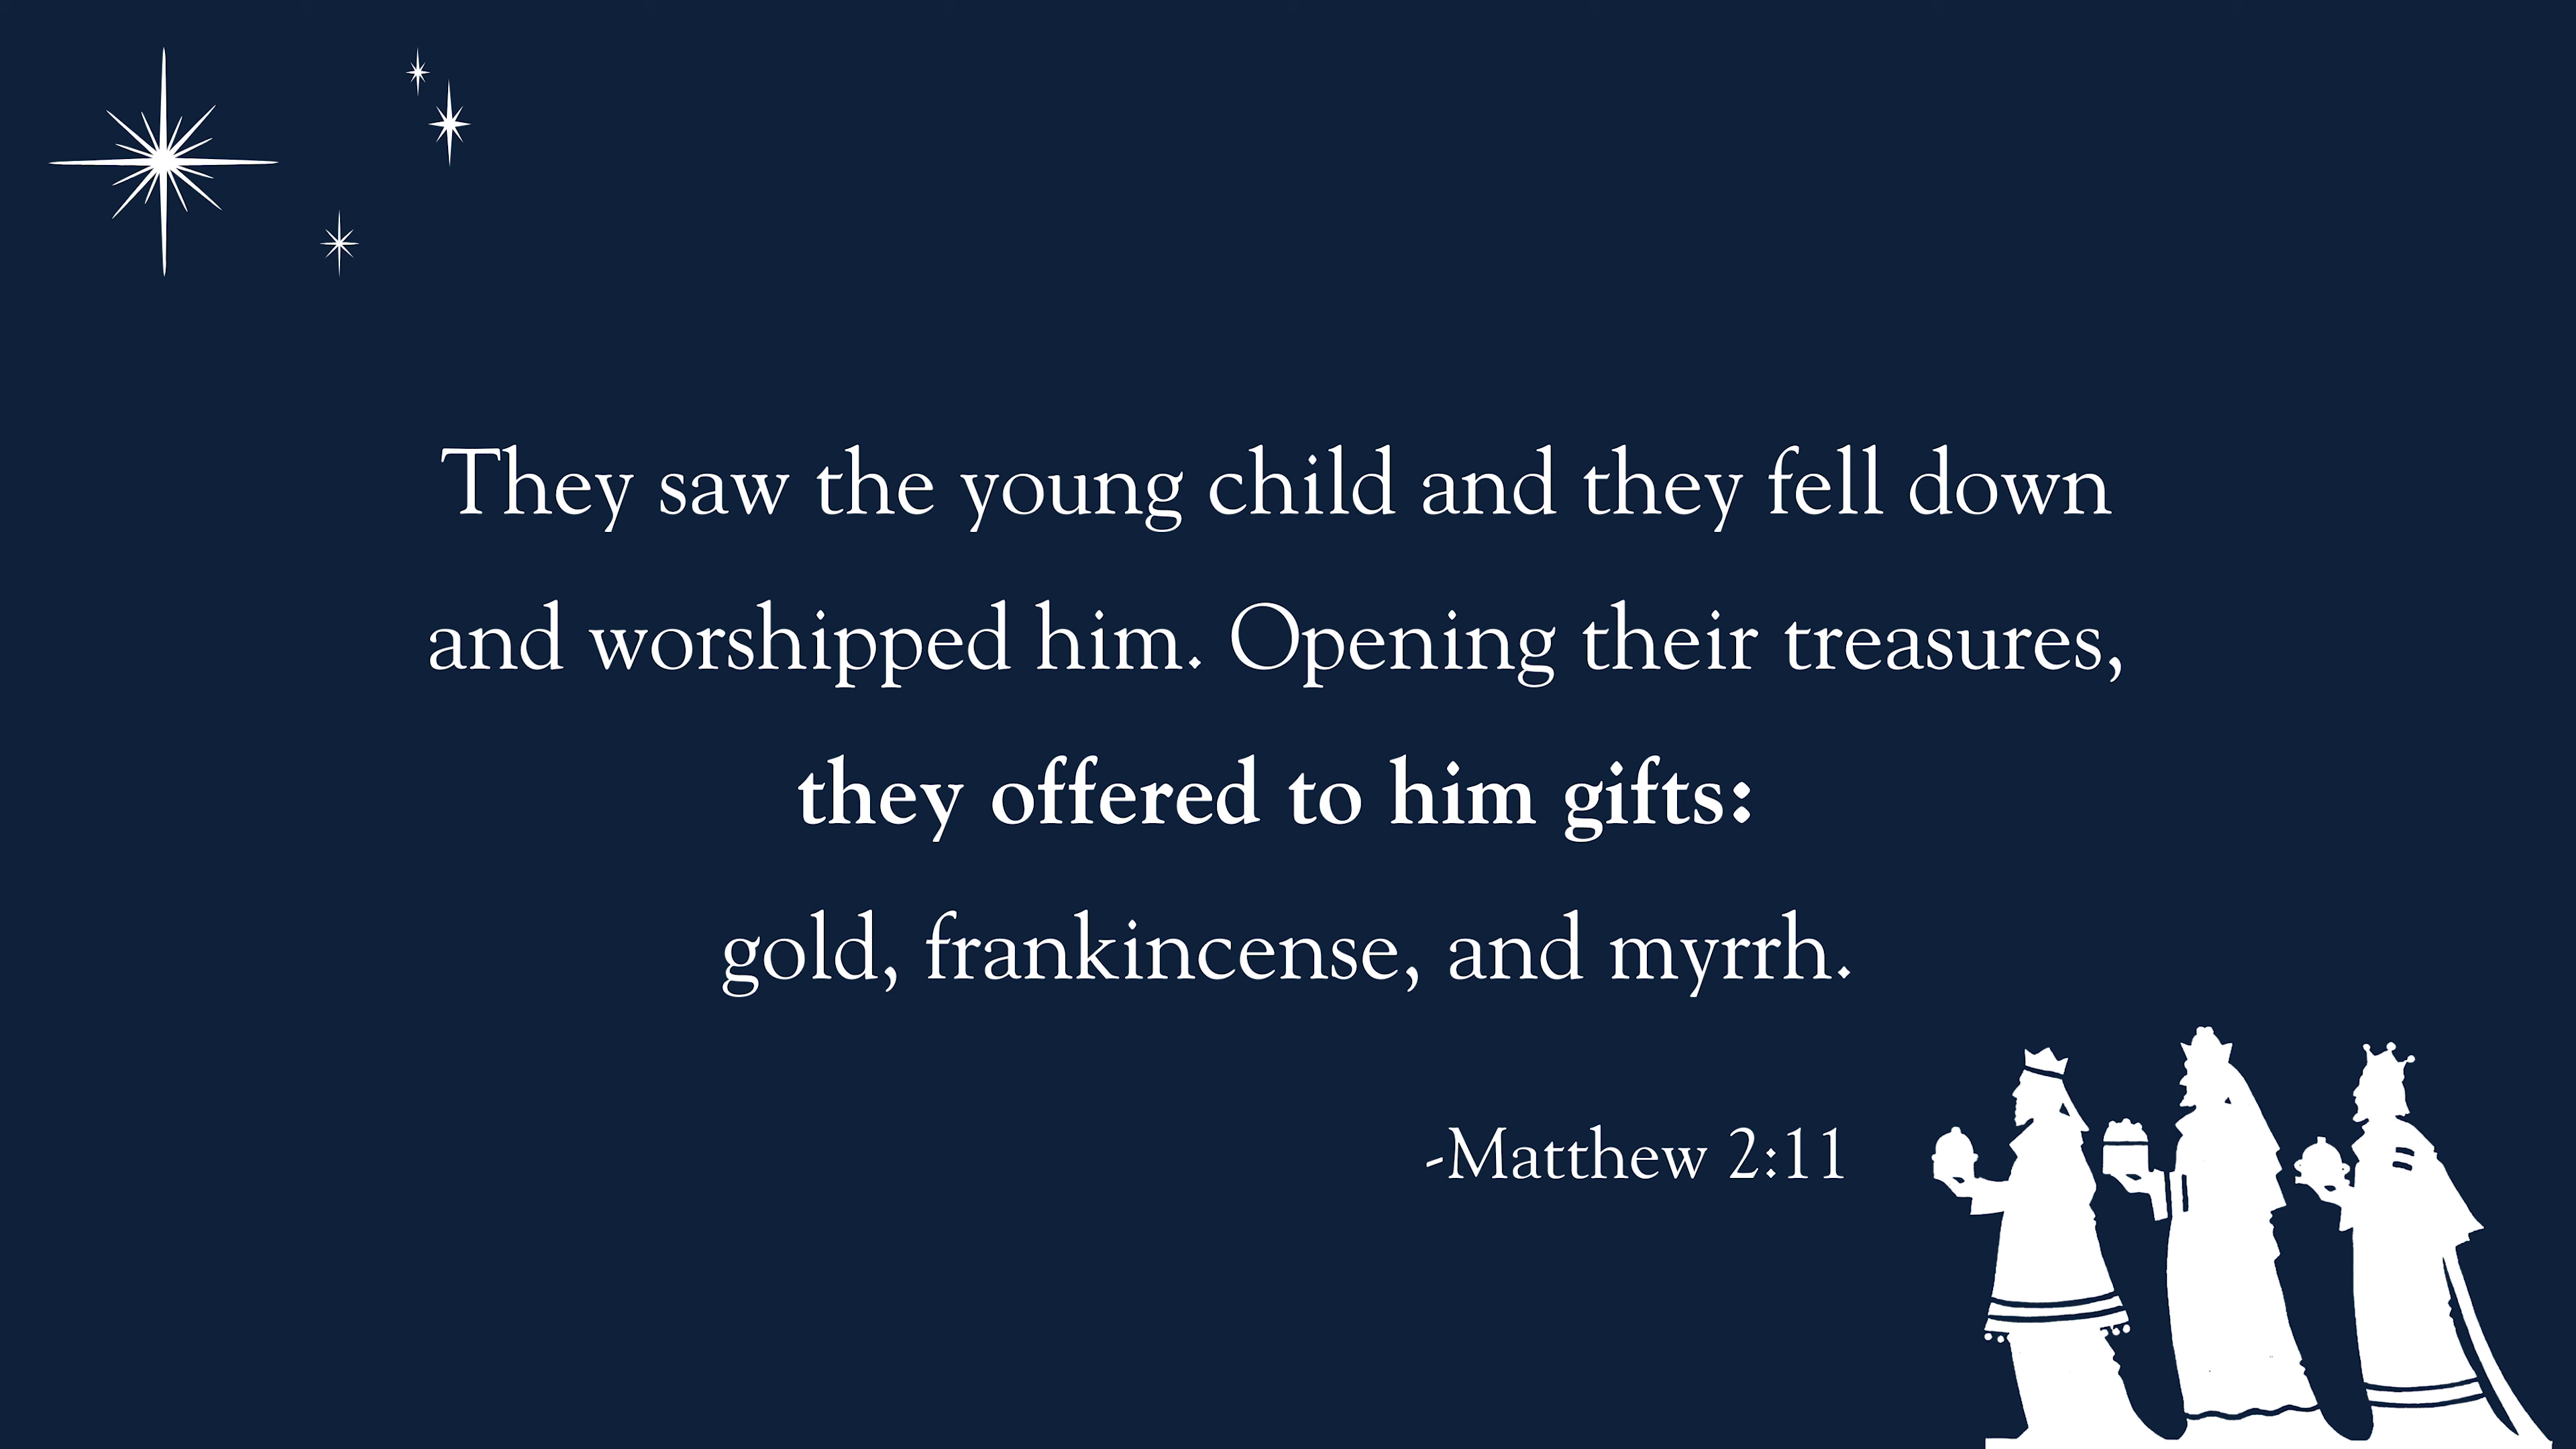 They saw the young child and they fell down
and worshipped him. Opening their treasures,
they offered to him gifts:
gold, frankincense, and myrrh.
-Matthew 2:11